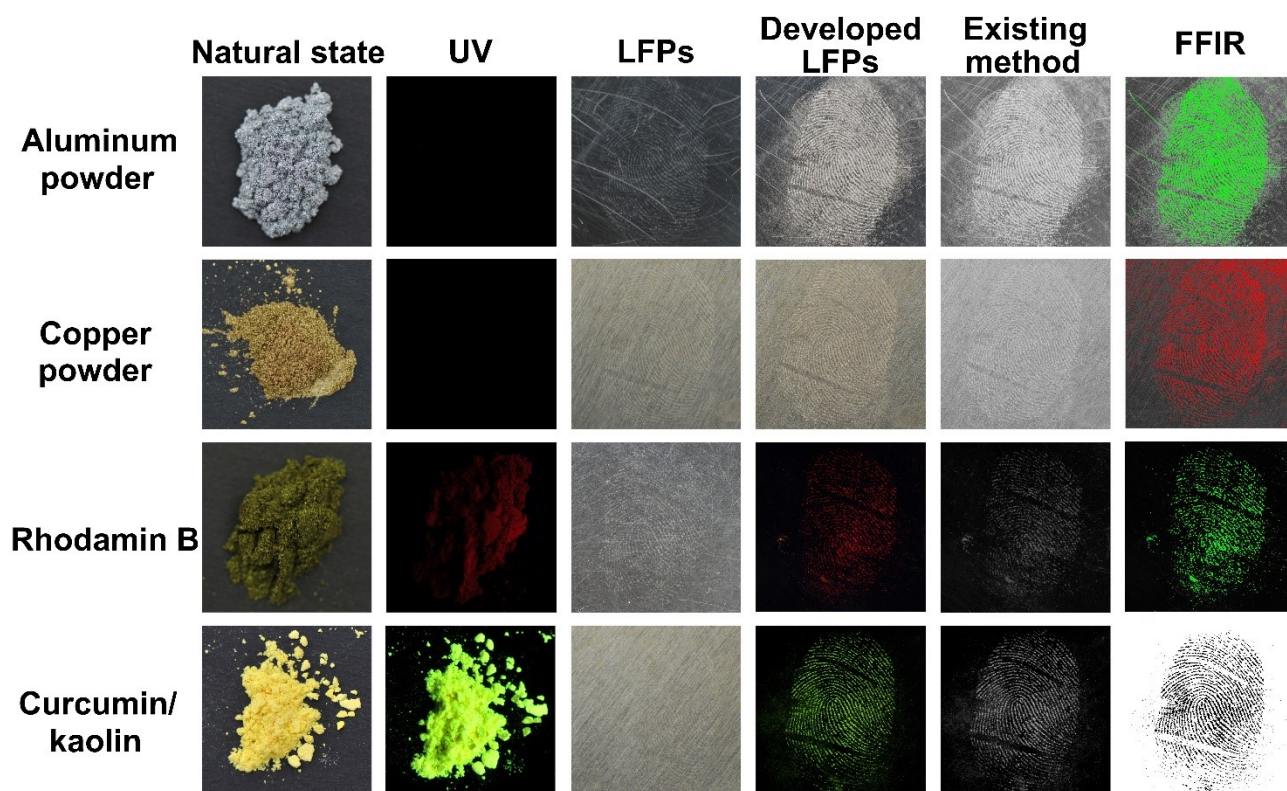 Natural state
UV
LFPs
Developed
LFPs
Existing
method
FFIR
Aluminum
powder
Copper
powder
Rhodamin B
Curcumin/
kaolin